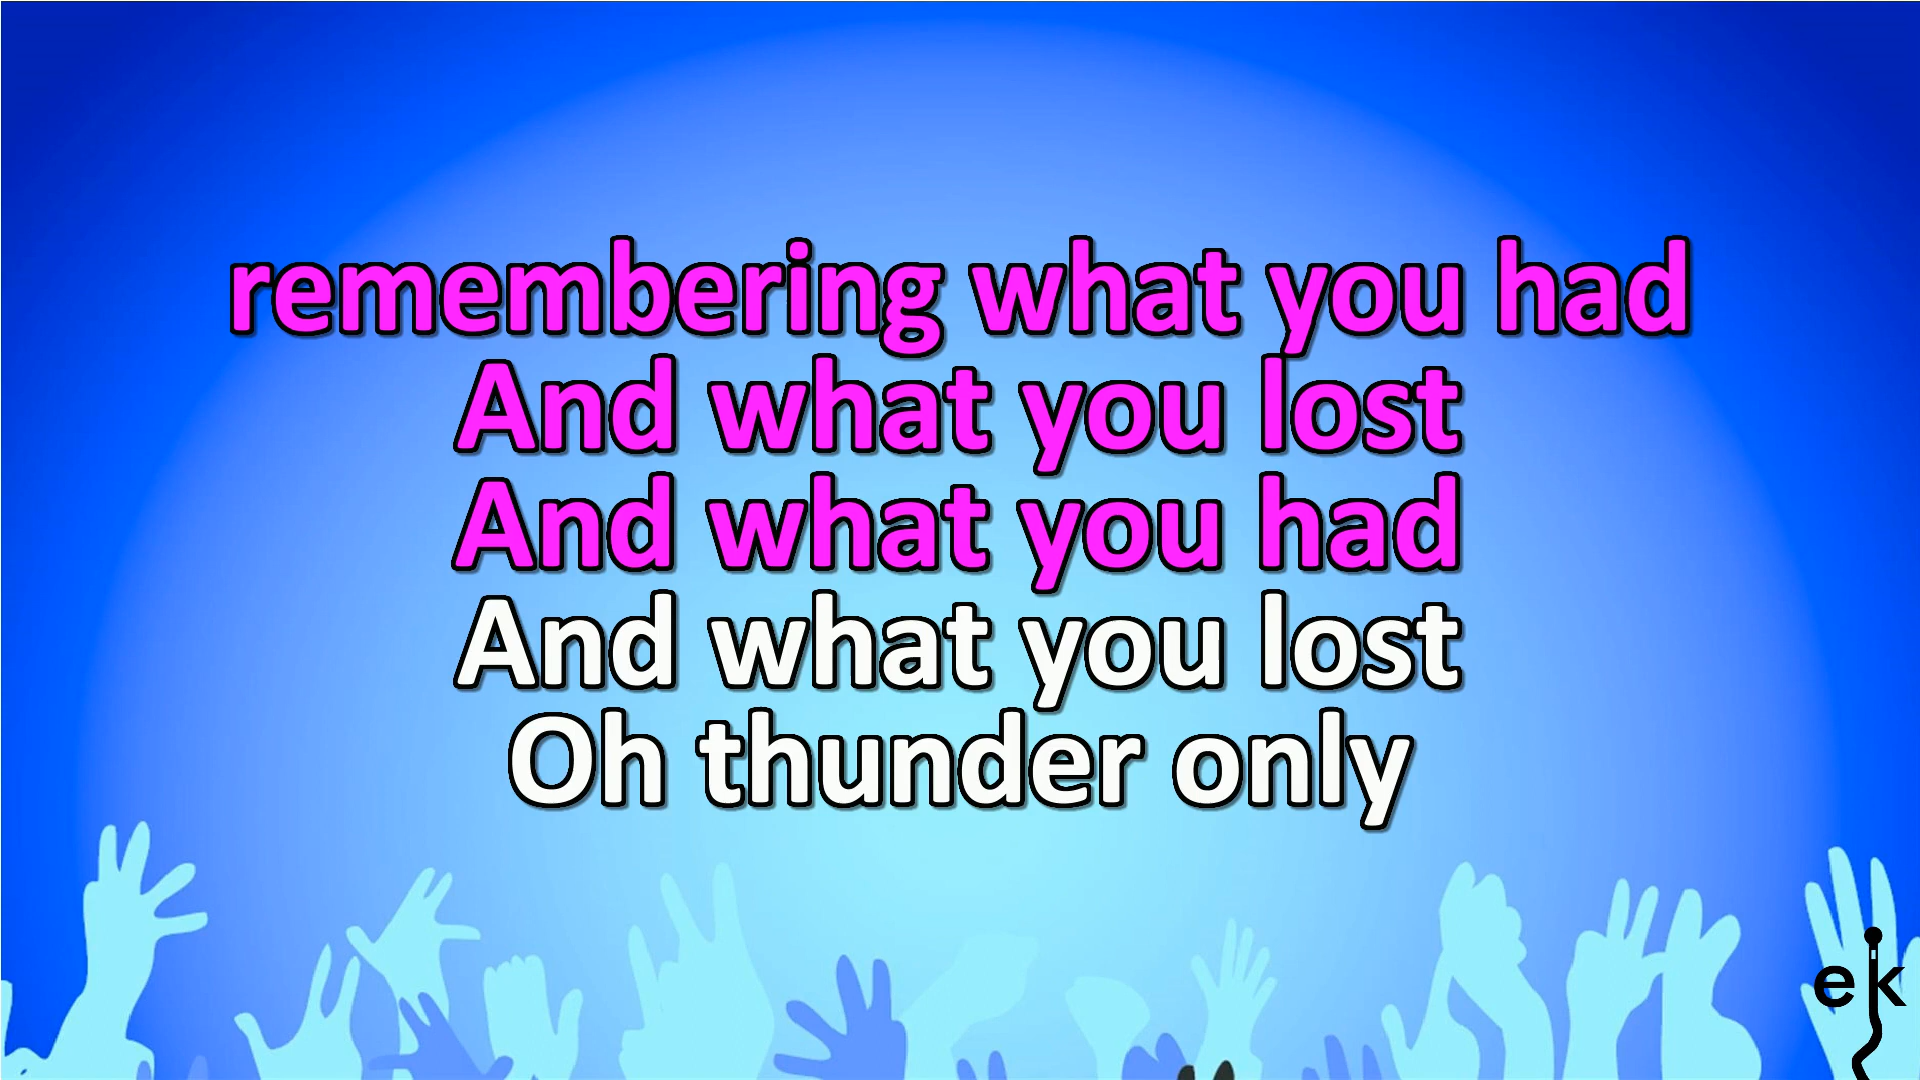 remembering what you had
And what you lost
And what you had
And what you lost
Oh thunder only
ek